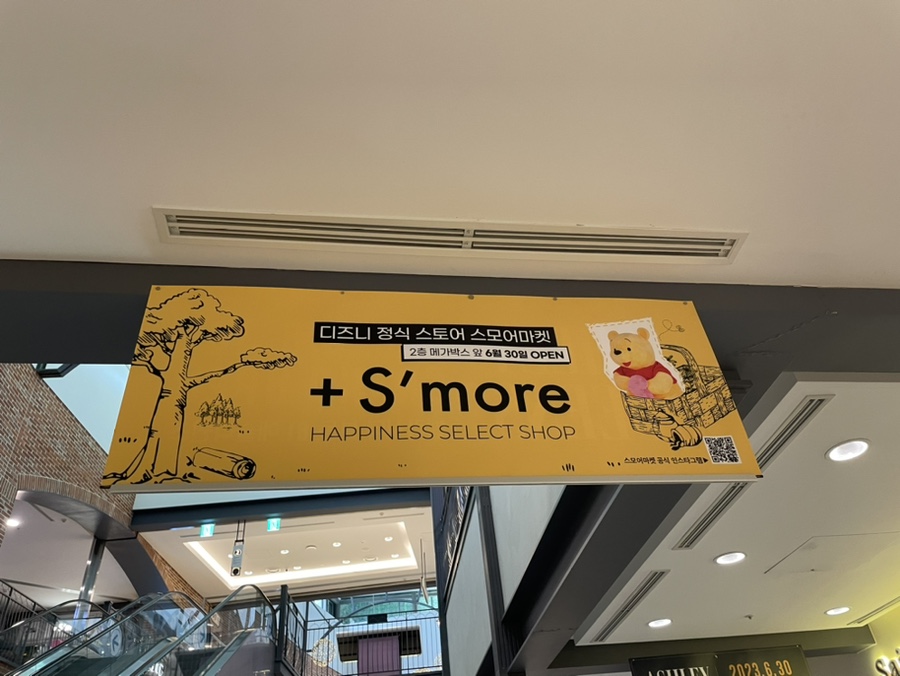 디즈니 정식 스토어 스모어마켓
2층 메가박스 앞 6월 30일 OPEN
+ S'more
HAPPINESS SELECT SHOP
스모어마켓 공식 인스타그램▶
ASHLEY
2023.6.30